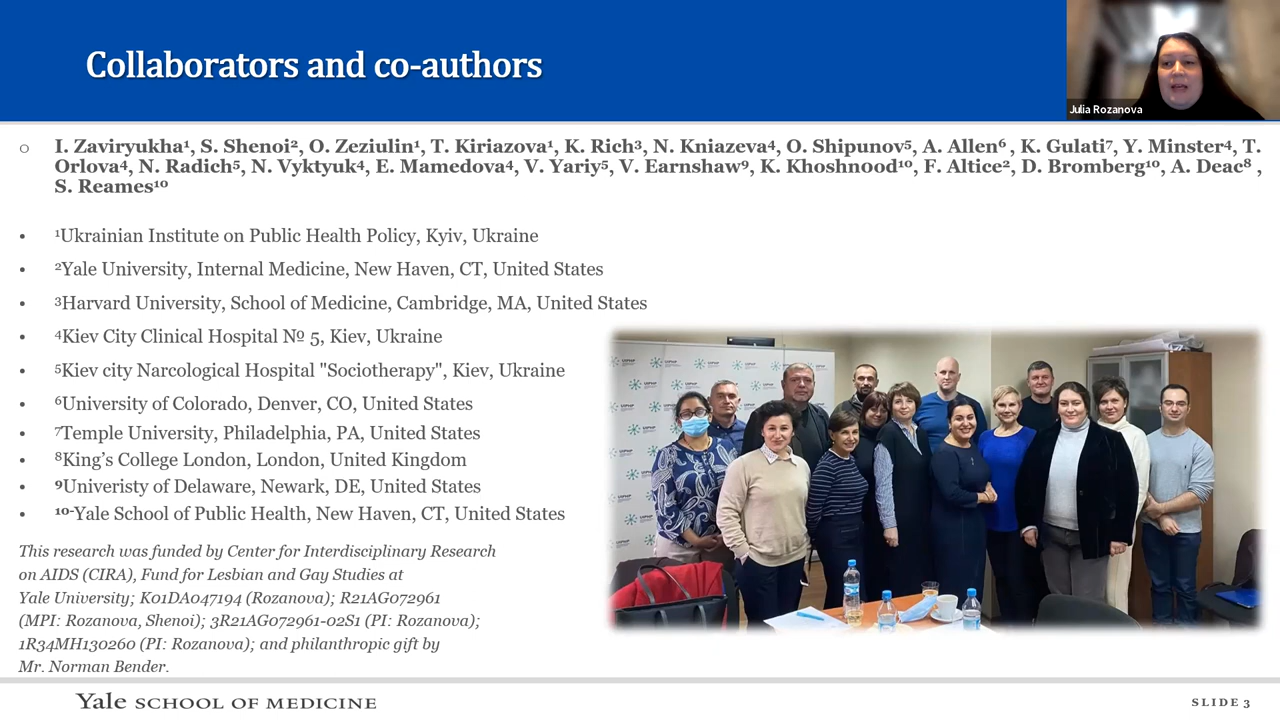 Collaborators and co-authors
Julia Rozanova
I. Zaviryukha¹, S. Shenoi², O. Zeziulin¹, T. Kiriazova¹, K. Rich³, N. Kniazeva⁴, O. Shipunov⁵, A. Allen⁶ , K. Gulati⁷, Y. Minster⁴, T.
Orlova⁴, N. Radich⁵, N. Vyktyuk⁴, E. Mamedova⁴, V. Yariy⁵, V. Earnshaw⁹, K. Khoshnood¹⁰, F. Altice², D. Bromberg¹⁰, A. Deac⁸ ,
S. Reames¹⁰
• ¹Ukrainian Institute on Public Health Policy, Kyiv, Ukraine
• ²Yale University, Internal Medicine, New Haven, CT, United States
• ³Harvard University, School of Medicine, Cambridge, MA, United States
• ⁴Kiev City Clinical Hospital № 5, Kiev, Ukraine
• ⁵Kiev city Narcological Hospital "Sociotherapy", Kiev, Ukraine
• ⁶University of Colorado, Denver, CO, United States
• ⁷Temple University, Philadelphia, PA, United States
• ⁸King’s College London, London, United Kingdom
• ⁹Univeristy of Delaware, Newark, DE, United States
• ¹⁰⁻Yale School of Public Health, New Haven, CT, United States
This research was funded by Center for Interdisciplinary Research
on AIDS (CIRA), Fund for Lesbian and Gay Studies at
Yale University; K01DA047194 (Rozanova); R21AG072961
(MPI: Rozanova, Shenoi); 3R21AG072961-02S1 (PI: Rozanova);
1R34MH130260 (PI: Rozanova); and philanthropic gift by
Mr. Norman Bender.
Yale SCHOOL OF MEDICINE
SLIDE 3